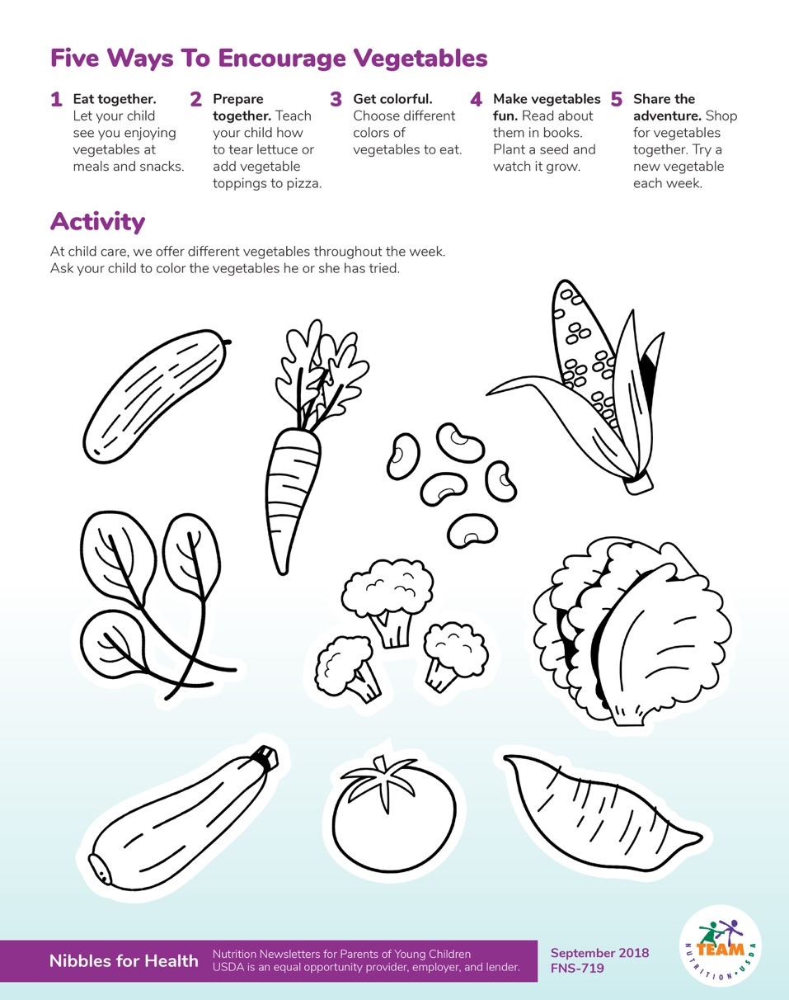 Five Ways To Encourage Vegetables
1 Eat together.
Let your child
see you enjoying
vegetables at
meals and snacks.
2 Prepare
together. Teach
your child how
to tear lettuce or
add vegetable
toppings to pizza.
3 Get colorful.
Choose different
colors of
vegetables to eat.
4 Make vegetables
fun. Read about
them in books.
Plant a seed and
watch it grow.
5 Share the
adventure. Shop
for vegetables
together. Try a
new vegetable
each week.
Activity
At child care, we offer different vegetables throughout the week.
Ask your child to color the vegetables he or she has tried.
Nibbles for Health
Nutrition Newsletters for Parents of Young Children
USDA is an equal opportunity provider, employer, and lender.
September 2018
FNS-719
TEAM
NUTRITION • USDA